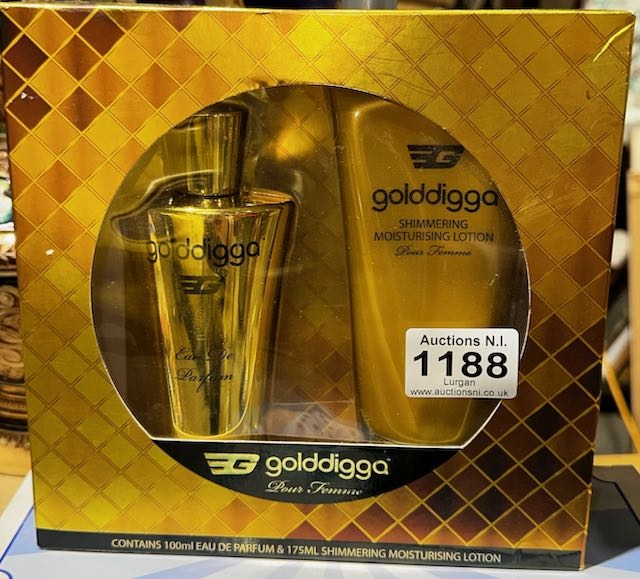 golddigga
Eau De
Parfum
golddigga
SHIMMERING
MOISTURISING LOTION
Pour Femme
Auctions N.I.
1188
Lurgan
www.auctionsni.co.uk
golddigga
Pour Femme
CONTAINS 100ml EAU DE PARFUM & 175ML SHIMMERING MOISTURISING LOTION